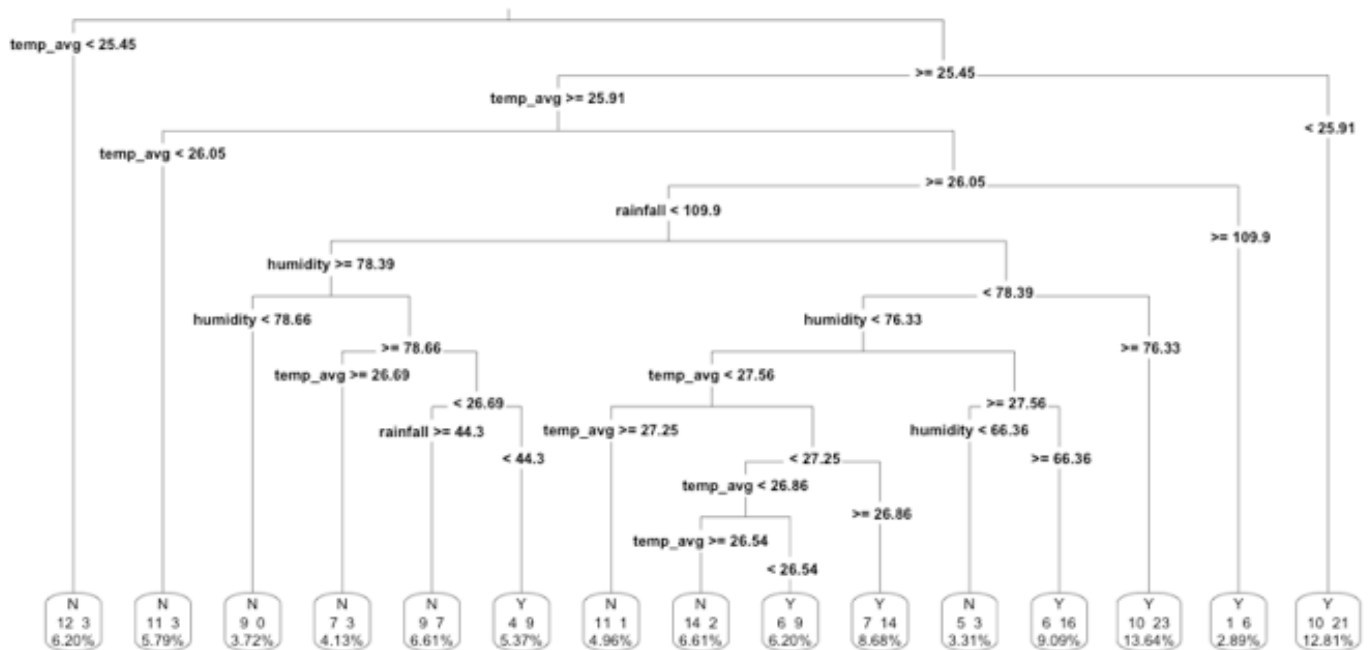 temp_avg < 25.45
>= 25.45
temp_avg >= 25.91
< 25.91
temp_avg < 26.05
>= 26.05
rainfall < 109.9
>= 109.9
humidity >= 78.39
< 78.39
humidity < 78.66
humidity < 76.33
>= 78.66
>= 76.33
temp_avg >= 26.69
temp_avg < 27.56
< 26.69
>= 27.56
rainfall >= 44.3
temp_avg >= 27.25
humidity < 66.36
< 44.3
< 27.25
>= 66.36
temp_avg < 26.86
>= 26.86
temp_avg >= 26.54
< 26.54
N N N N N Y N N Y Y N Y Y Y Y
12 3 11 3 9 0 7 3 9 7 4 9 11 1 14 2 6 9 7 14 5 3 6 16 10 23 1 6 10 21
6.20% 5.79% 3.72% 4.13% 6.61% 5.37% 4.96% 6.61% 6.20% 8.68% 3.31% 9.09% 13.64% 2.89% 12.81%